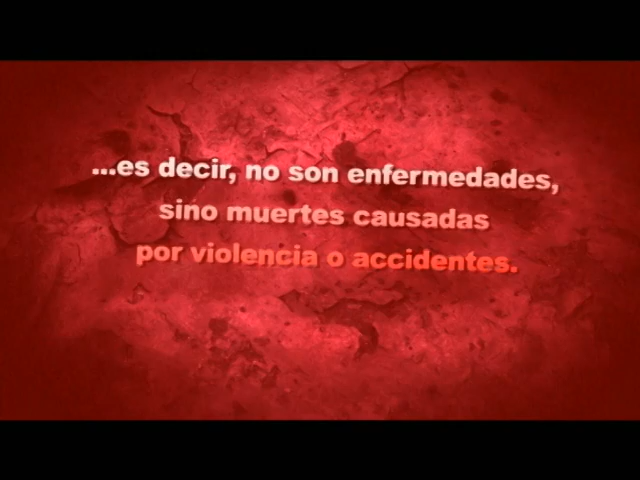 ...es decir, no son enfermedades,
sino muertes causadas
por violencia o accidentes.